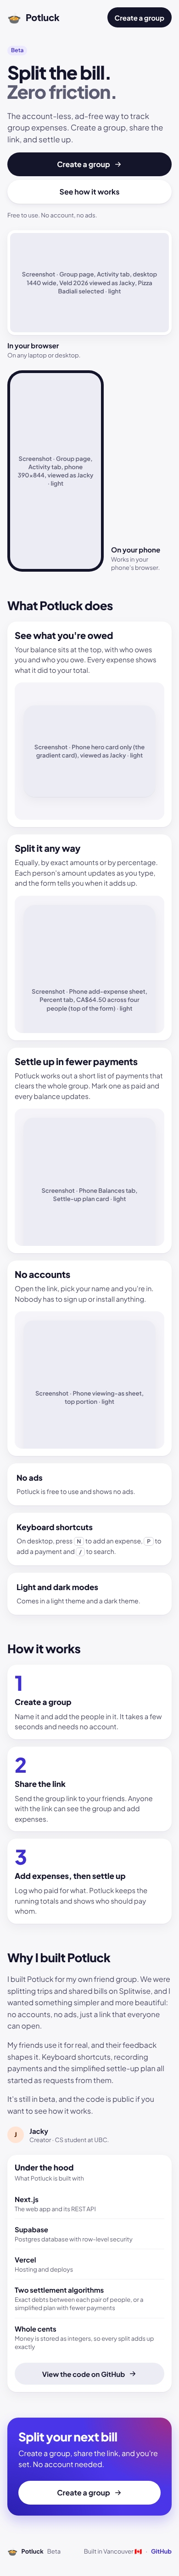 Potluck
Create a group
Beta
Split the bill.
Zero friction.
The account-less, ad-free way to track
group expenses. Create a group, share the
link, and settle up.
Create a group →
See how it works
Free to use. No account, no ads.
Screenshot · Group page, Activity tab, desktop
1440 wide, Veld 2026 viewed as Jacky, Pizza
Badiali selected · light
In your browser
On any laptop or desktop.
Screenshot · Group page,
Activity tab, phone
390×844, viewed as Jacky
· light
On your phone
Works in your
phone's browser.
What Potluck does
See what you're owed
Your balance sits at the top, with who owes
you and who you owe. Every expense shows
what it did to your total.
Screenshot · Phone hero card only (the
gradient card), viewed as Jacky · light
Split it any way
Equally, by exact amounts or by percentage.
Each person's amount updates as you type,
and the form tells you when it adds up.
Screenshot · Phone add-expense sheet,
Percent tab, CA$64.50 across four
people (top of the form) · light
Settle up in fewer payments
Potluck works out a short list of payments that
clears the whole group. Mark one as paid and
every balance updates.
Screenshot · Phone Balances tab,
Settle-up plan card · light
No accounts
Open the link, pick your name and you're in.
Nobody has to sign up or install anything.
Screenshot · Phone viewing-as sheet,
top portion · light
No ads
Potluck is free to use and shows no ads.
Keyboard shortcuts
On desktop, press N to add an expense, P to
add a payment and / to search.
Light and dark modes
Comes in a light theme and a dark theme.
How it works
1
Create a group
Name it and add the people in it. It takes a few
seconds and needs no account.
2
Share the link
Send the group link to your friends. Anyone
with the link can see the group and add
expenses.
3
Add expenses, then settle up
Log who paid for what. Potluck keeps the
running totals and shows who should pay
whom.
Why I built Potluck
I built Potluck for my own friend group. We were
splitting trips and shared bills on Splitwise, and I
wanted something simpler and more beautiful:
no accounts, no ads, just a link that everyone
can open.
My friends use it for real, and their feedback
shapes it. Keyboard shortcuts, recording
payments and the simplified settle-up plan all
started as requests from them.
It's still in beta, and the code is public if you
want to see how it works.
J
Jacky
Creator · CS student at UBC.
Under the hood
What Potluck is built with
Next.js
The web app and its REST API
Supabase
Postgres database with row-level security
Vercel
Hosting and deploys
Two settlement algorithms
Exact debts between each pair of people, or a
simplified plan with fewer payments
Whole cents
Money is stored as integers, so every split adds up
exactly
View the code on GitHub →
Split your next bill
Create a group, share the link, and you're
set. No account needed.
Create a group →
Potluck Beta
Built in Vancouver 🇨🇦 · GitHub